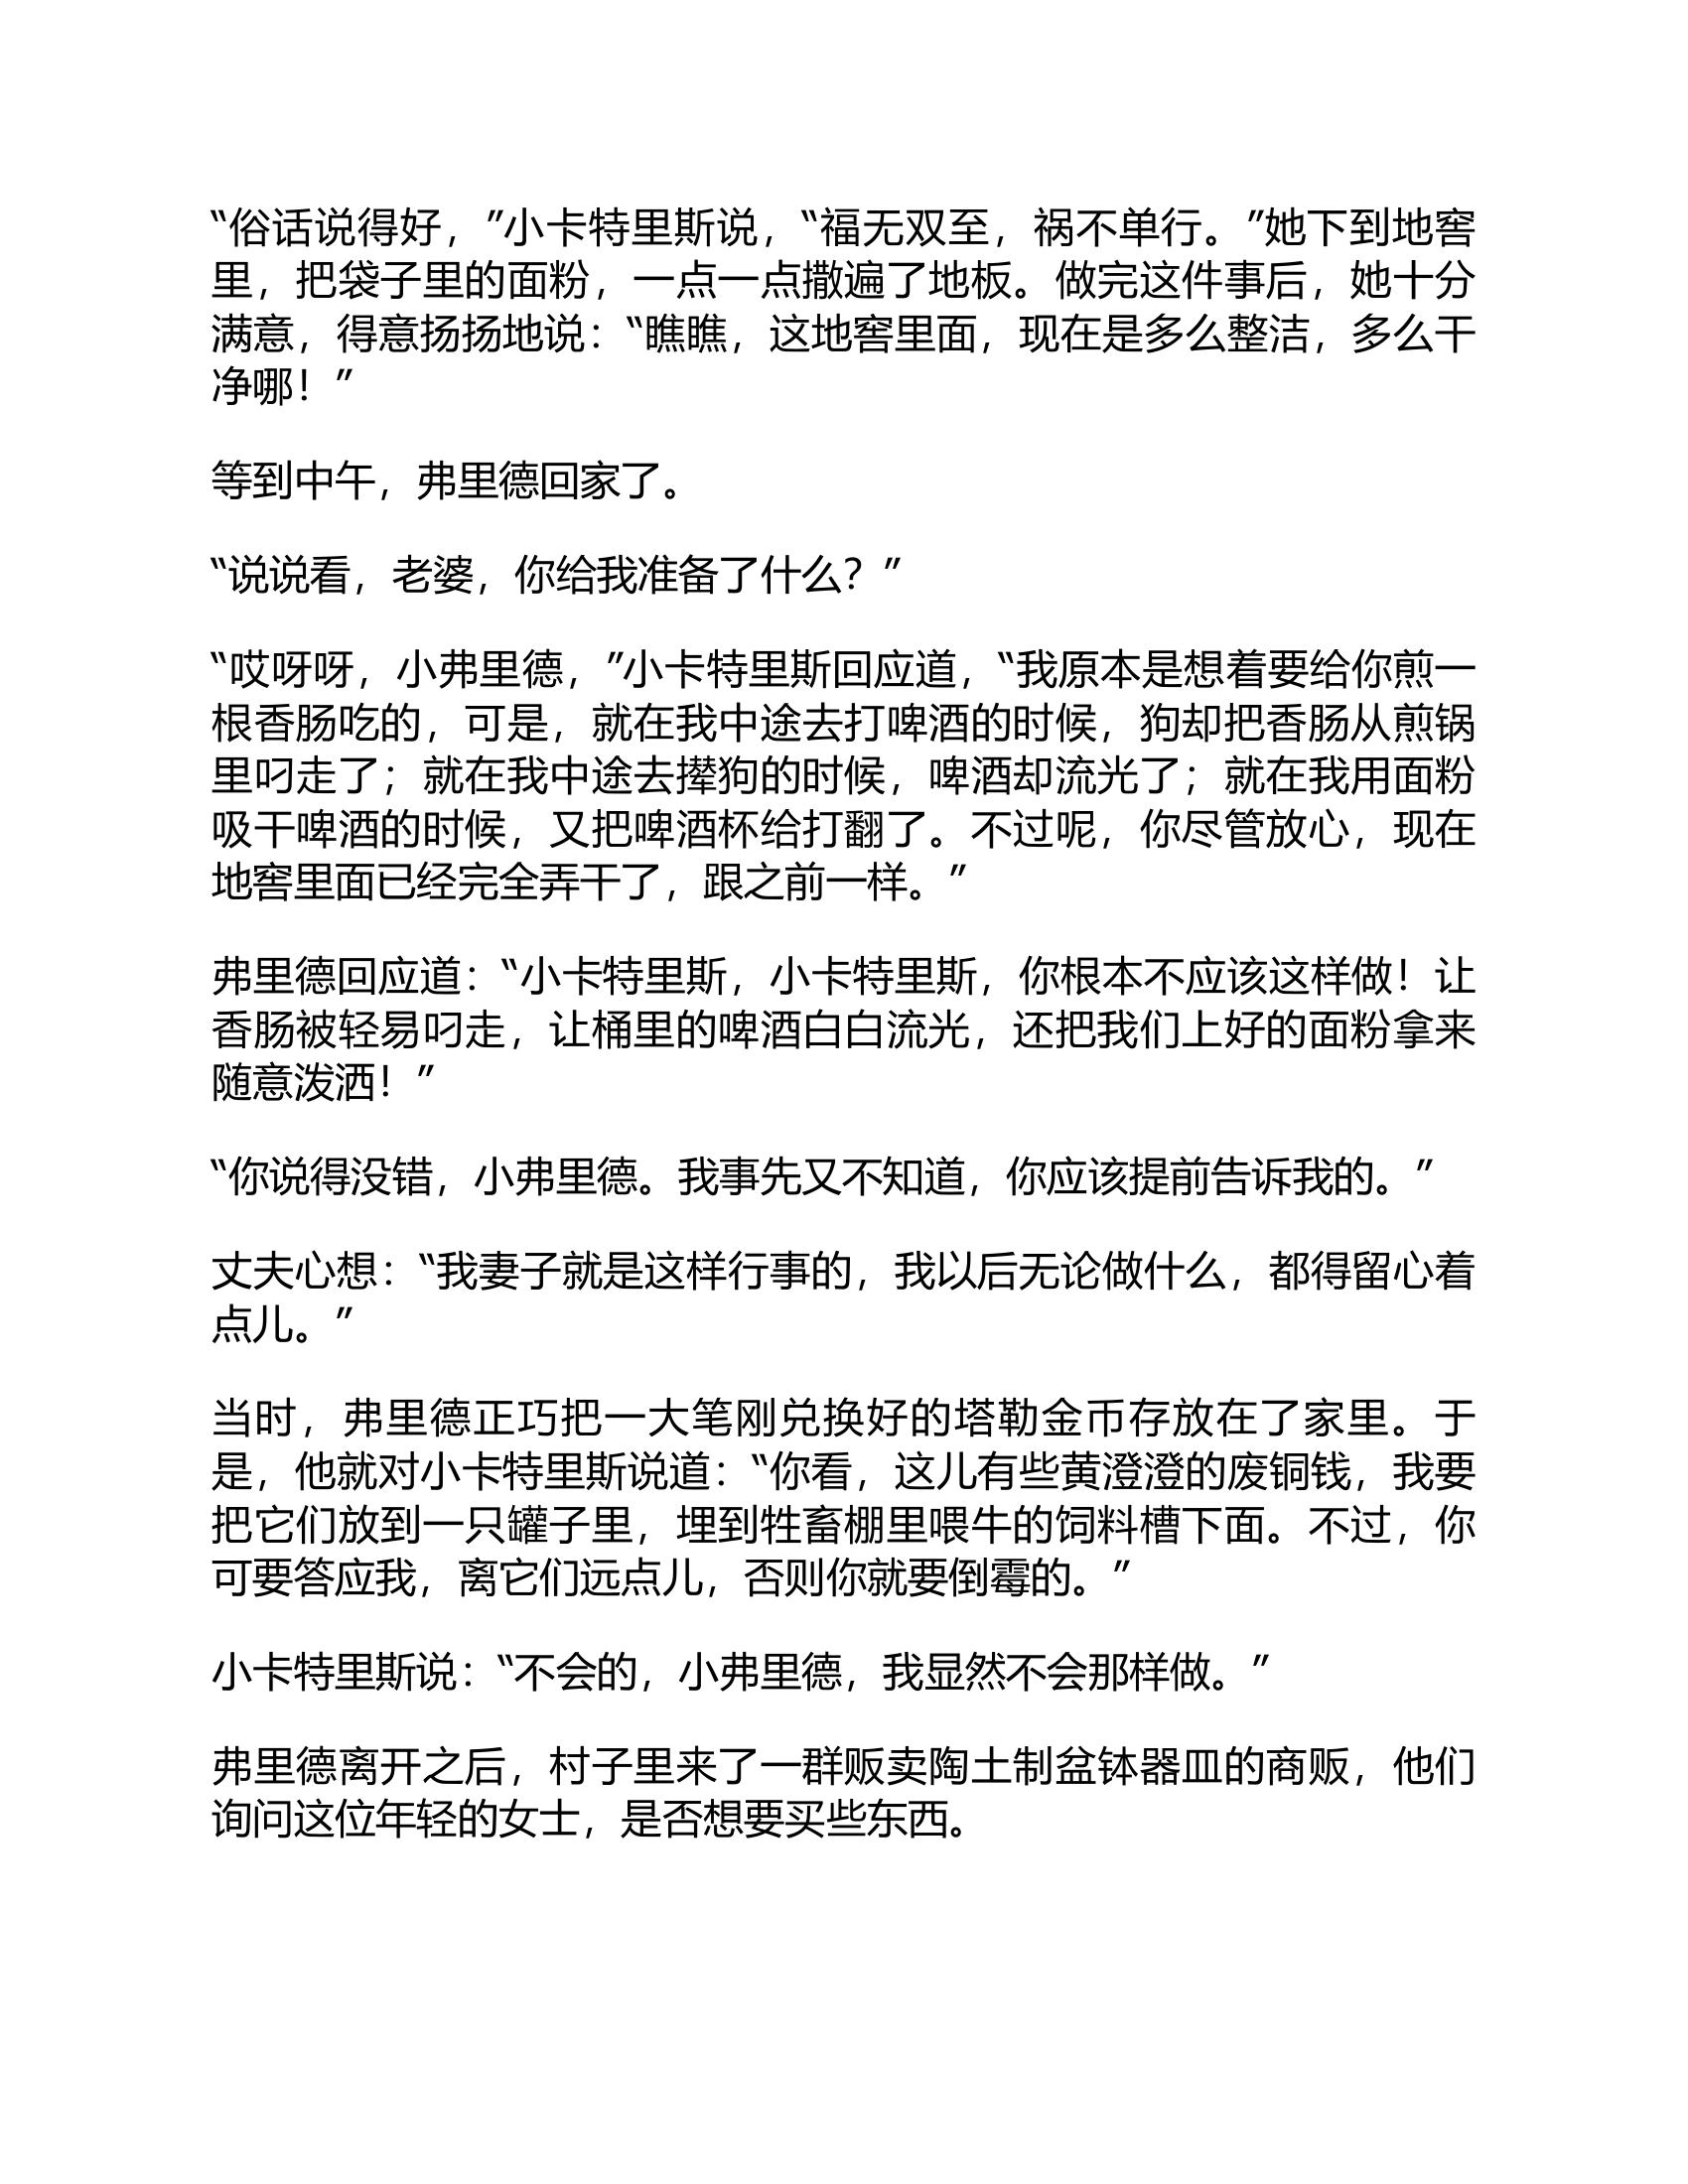 “俗话说得好，”小卡特里斯说，“福无双至，祸不单行。”她下到地窖
里，把袋子里的面粉，一点一点撒遍了地板。做完这件事后，她十分
满意，得意扬扬地说：“瞧瞧，这地窖里面，现在是多么整洁，多么干
净哪！”
等到中午，弗里德回家了。
“说说看，老婆，你给我准备了什么？”
“哎呀呀，小弗里德，”小卡特里斯回应道，“我原本是想着要给你煎一
根香肠吃的，可是，就在我中途去打啤酒的时候，狗却把香肠从煎锅
里叼走了；就在我中途去撵狗的时候，啤酒却流光了；就在我用面粉
吸干啤酒的时候，又把啤酒杯给打翻了。不过呢，你尽管放心，现在
地窖里面已经完全弄干了，跟之前一样。”
弗里德回应道：“小卡特里斯，小卡特里斯，你根本不应该这样做！让
香肠被轻易叼走，让桶里的啤酒白白流光，还把我们上好的面粉拿来
随意泼洒！”
“你说得没错，小弗里德。我事先又不知道，你应该提前告诉我的。”
丈夫心想：“我妻子就是这样行事的，我以后无论做什么，都得留心着
点儿。”
当时，弗里德正巧把一大笔刚兑换好的塔勒金币存放在了家里。于
是，他就对小卡特里斯说道：“你看，这儿有些黄澄澄的废铜钱，我要
把它们放到一只罐子里，埋到牲畜棚里喂牛的饲料槽下面。不过，你
可要答应我，离它们远点儿，否则你就要倒霉的。”
小卡特里斯说：“不会的，小弗里德，我显然不会那样做。”
弗里德离开之后，村子里来了一群贩卖陶土制盆钵器皿的商贩，他们
询问这位年轻的女士，是否想要买些东西。